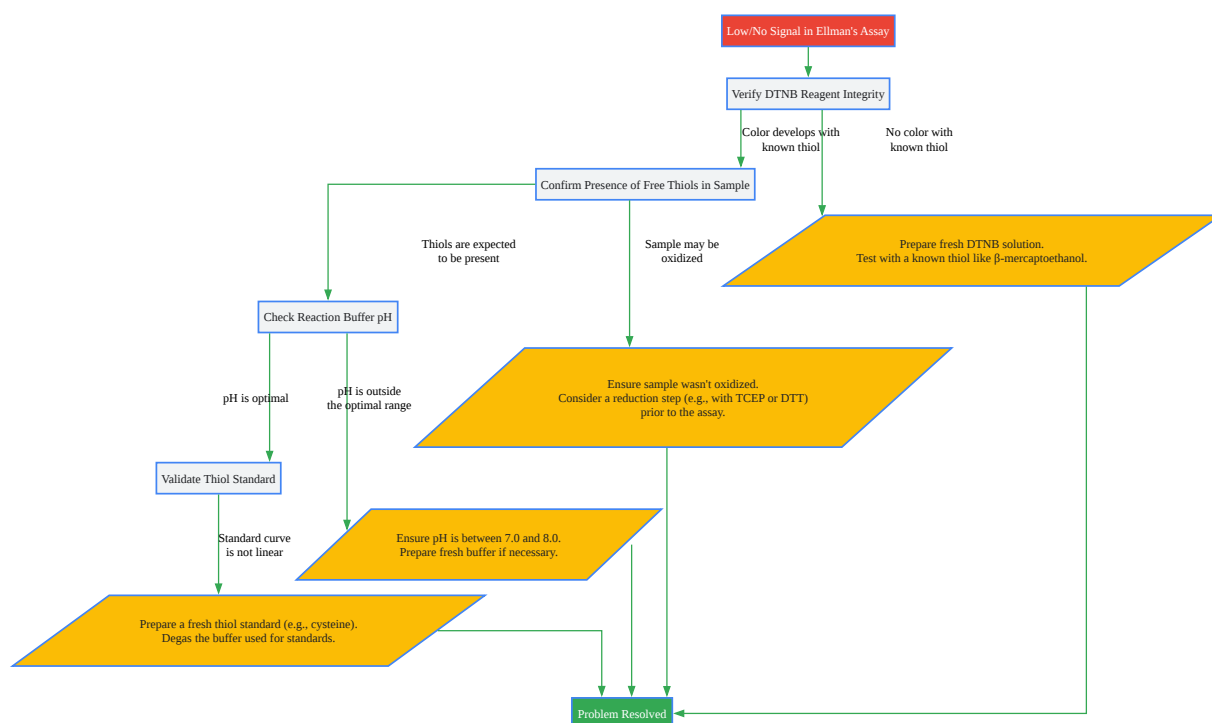 Low/No Signal in Ellman's Assay
Verify DTNB Reagent Integrity
Color develops with
known thiol
No color with
known thiol
Confirm Presence of Free Thiols in Sample
Thiols are expected
to be present
Sample may be
oxidized
Prepare fresh DTNB solution.
Test with a known thiol like β-mercaptoethanol.
Check Reaction Buffer pH
pH is optimal
pH is outside
the optimal range
Ensure sample wasn't oxidized.
Consider a reduction step (e.g., with TCEP or DTT)
prior to the assay.
Validate Thiol Standard
Standard curve
is not linear
Ensure pH is between 7.0 and 8.0.
Prepare fresh buffer if necessary.
Prepare a fresh thiol standard (e.g., cysteine).
Degas the buffer used for standards.
Problem Resolved